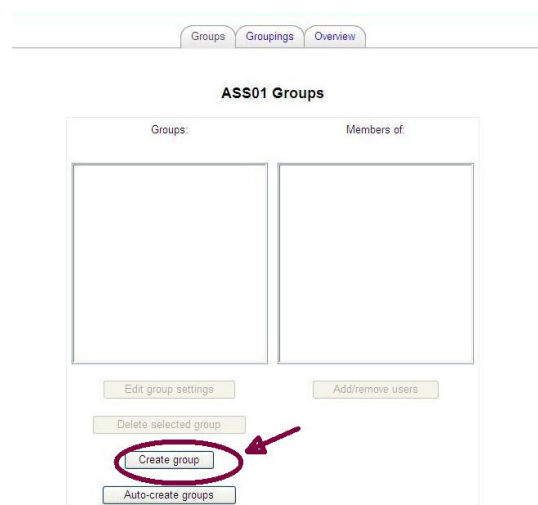 Groups Groupings Overview
ASS01 Groups
Groups: Members of:
Edit group settings Add/remove users
Delete selected group
Create group
Auto-create groups